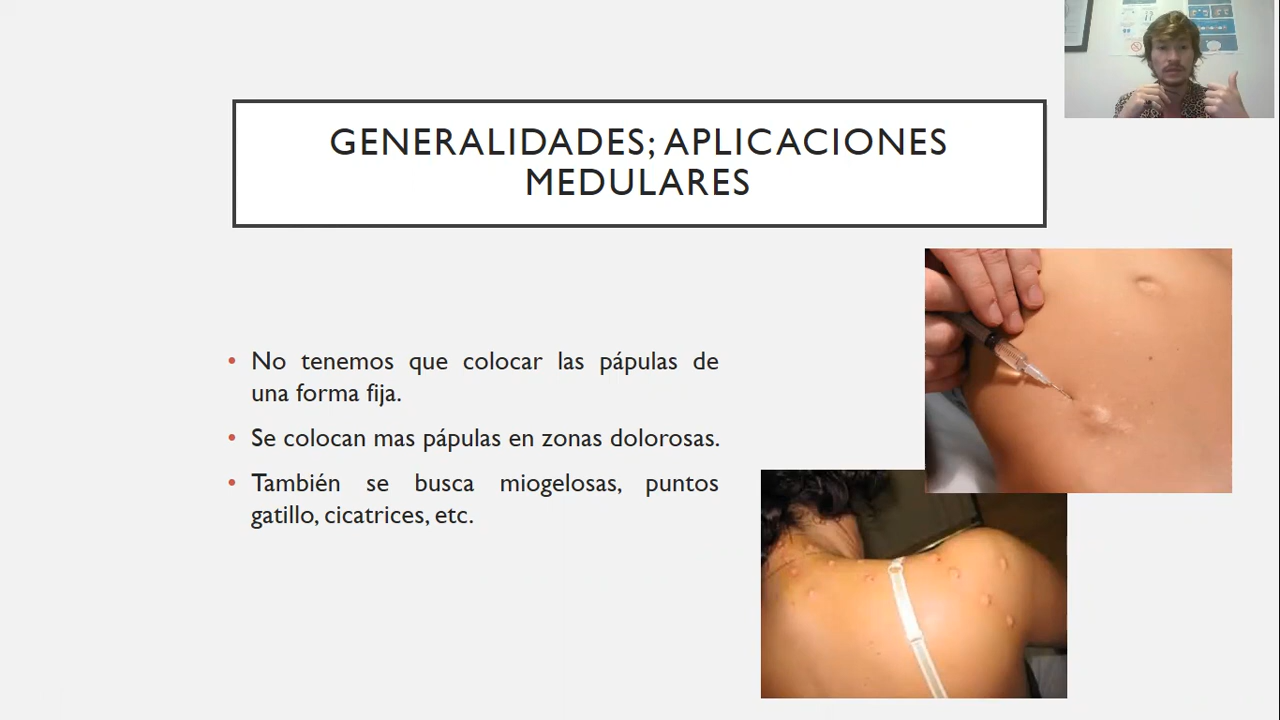 GENERALIDADES; APLICACIONES
MEDULARES
• No tenemos que colocar las pápulas de
una forma fija.
• Se colocan mas pápulas en zonas dolorosas.
• También se busca miogelosas, puntos
gatillo, cicatrices, etc.